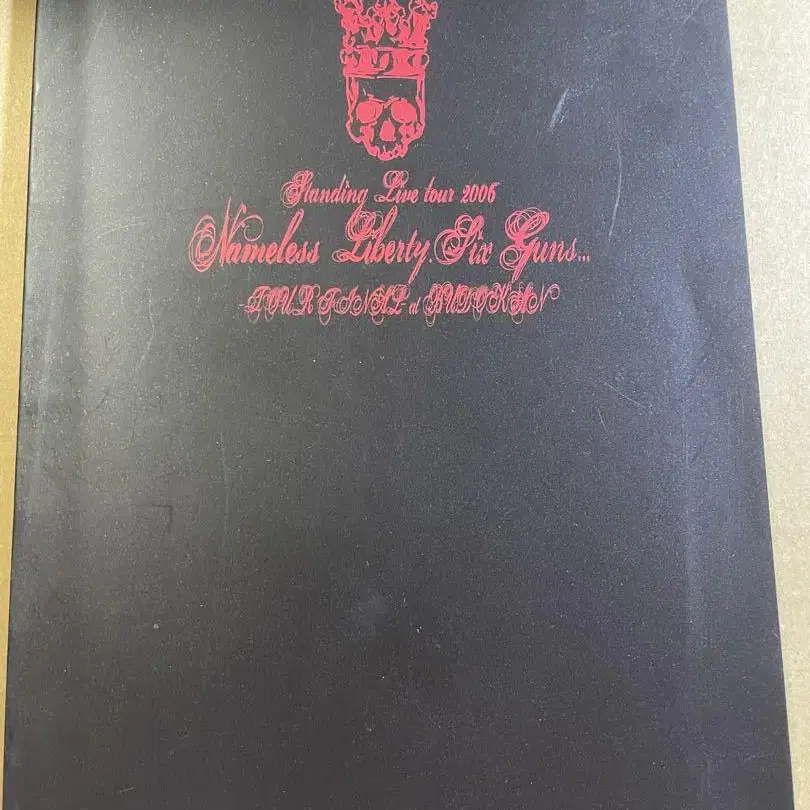 Standing Live tour 2006
Nameless Liberty.Six Guns...
-TOUR FINAL- at BUDOKAN